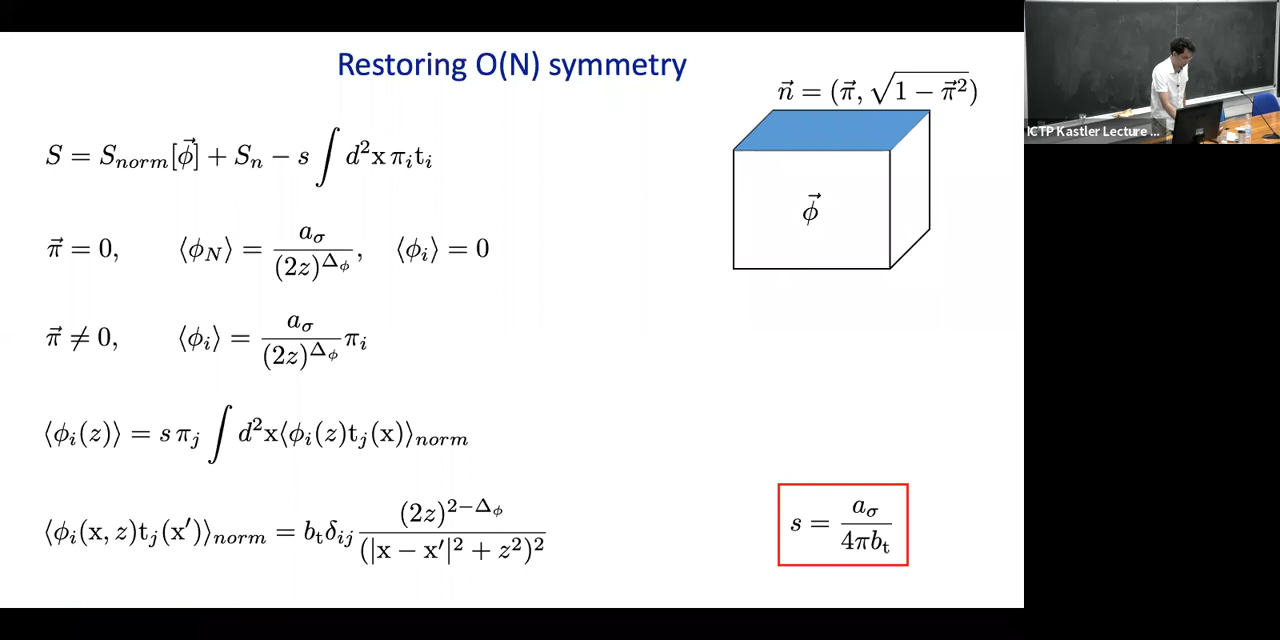 Restoring O(N) symmetry
$\vec{n} = (\vec{\pi}, \sqrt{1 - \vec{\pi}^2})$
$S = S_{norm}[\vec{\phi}] + S_n - s \int d^2\mathrm{x}\, \pi_i \mathrm{t}_i$
$\vec{\phi}$
$\vec{\pi} = 0, \quad \langle \phi_N \rangle = \frac{a_\sigma}{(2z)^{\Delta_\phi}}, \quad \langle \phi_i \rangle = 0$
$\vec{\pi} \neq 0, \quad \langle \phi_i \rangle = \frac{a_\sigma}{(2z)^{\Delta_\phi}} \pi_i$
$\langle \phi_i(z) \rangle = s\, \pi_j \int d^2\mathrm{x} \langle \phi_i(z) \mathrm{t}_j(\mathrm{x}) \rangle_{norm}$
$\langle \phi_i(\mathrm{x}, z) \mathrm{t}_j(\mathrm{x}') \rangle_{norm} = b_\mathrm{t} \delta_{ij} \frac{(2z)^{2 - \Delta_\phi}}{(|\mathrm{x} - \mathrm{x}'|^2 + z^2)^2}$
$s = \frac{a_\sigma}{4\pi b_\mathrm{t}}$
ICTP Kastler Lecture ...